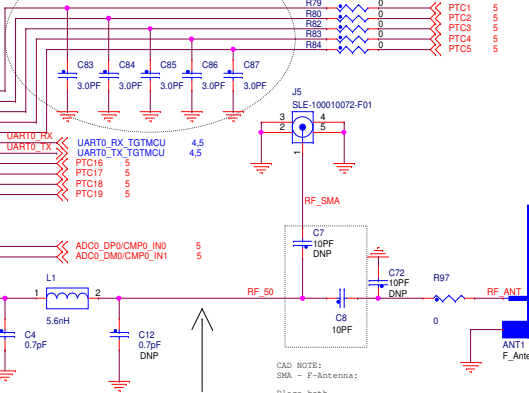 R79 0 PTC1 5
R80 0 PTC2 5
R82 0 PTC3 5
R83 0 PTC4 5
R84 0 PTC5 5
C83 C84 C85 C86 C87
3.0PF 3.0PF 3.0PF 3.0PF 3.0PF
J5
SLE-100010072-F01
3 4
2 5
1
UART0_RX UART0_RX_TGTMCU 4,5
UART0_TX UART0_TX_TGTMCU 4,5
PTC16 5
PTC17 5
PTC18 5
PTC19 5
RF_SMA
C7
10PF
DNP
ADC0_DP0/CMP0_IN0 5
ADC0_DM0/CMP0_IN1 5
L1
1 2
5.6nH
RF_50
C72
10PF
DNP
R97
0
RF_ANT
C8
10PF
C4
0.7pF
C12
0.7pF
DNP
ANT1
F_Ante
CAD NOTE:
SMA - F-Antenna: